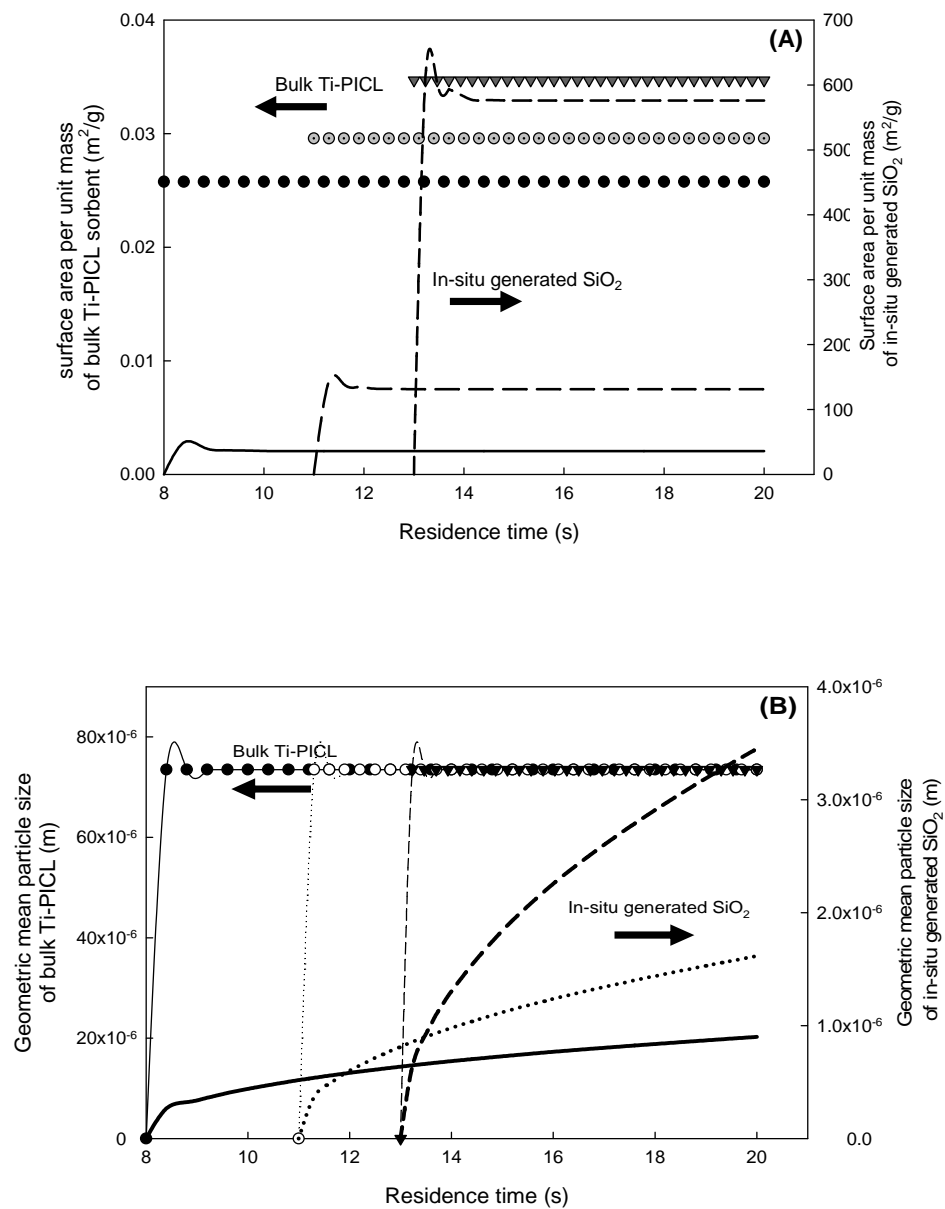 (A)
0.04
0.03
0.02
0.01
0.00
surface area per unit mass
of bulk Ti-PICL sorbent (m²/g)
Bulk Ti-PICL
In-situ generated SiO₂
700
600
500
400
300
200
100
0
Surface area per unit mass
of in-situ generated SiO₂ (m²/g)
8 10 12 14 16 18 20
Residence time (s)
(B)
80x10⁻⁶
60x10⁻⁶
40x10⁻⁶
20x10⁻⁶
0
Geometric mean particle size
of bulk Ti-PICL (m)
Bulk Ti-PICL
In-situ generated SiO₂
4.0x10⁻⁶
3.0x10⁻⁶
2.0x10⁻⁶
1.0x10⁻⁶
0.0
Geometric mean particle size
of in-situ generated SiO₂ (m)
8 10 12 14 16 18 20
Residence time (s)